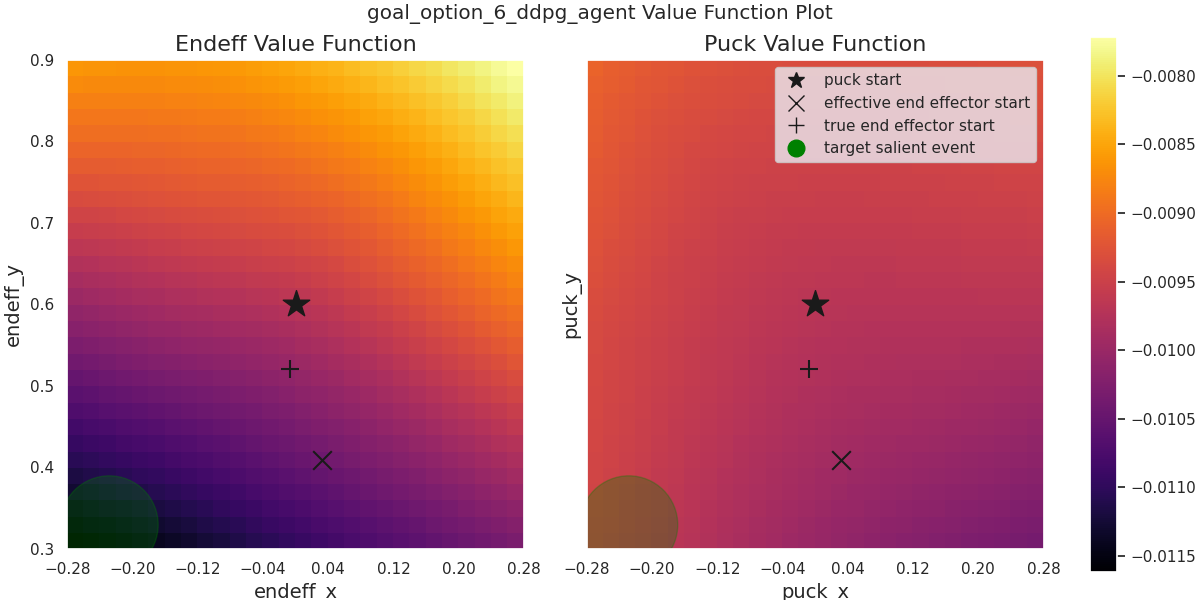 goal_option_6_ddpg_agent Value Function Plot
Endeff Value Function
endeff_y
0.9
0.8
0.7
0.6
0.5
0.4
0.3
−0.28
−0.20
−0.12
−0.04
0.04
0.12
0.20
0.28
endeff_x
Puck Value Function
puck start
effective end effector start
true end effector start
target salient event
puck_y
−0.28
−0.20
−0.12
−0.04
0.04
0.12
0.20
0.28
puck_x
−0.0080
−0.0085
−0.0090
−0.0095
−0.0100
−0.0105
−0.0110
−0.0115